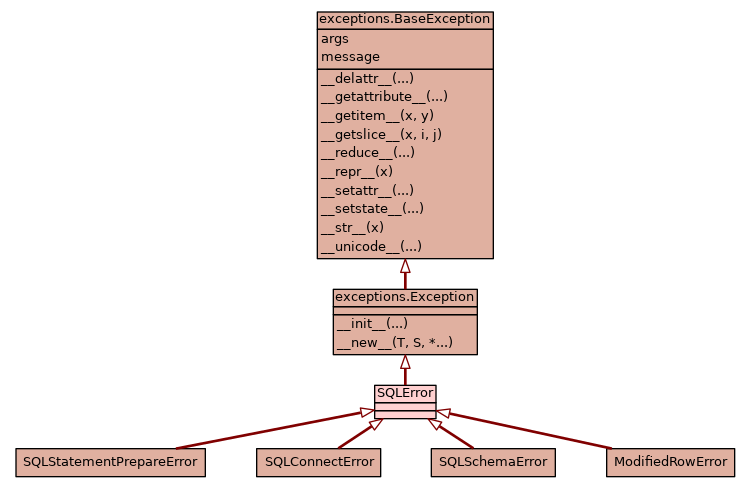 exceptions.BaseException
args
message
__delattr__(...)
__getattribute__(...)
__getitem__(x, y)
__getslice__(x, i, j)
__reduce__(...)
__repr__(x)
__setattr__(...)
__setstate__(...)
__str__(x)
__unicode__(...)
exceptions.Exception
__init__(...)
__new__(T, S, *...)
SQLError
SQLStatementPrepareError
SQLConnectError
SQLSchemaError
ModifiedRowError